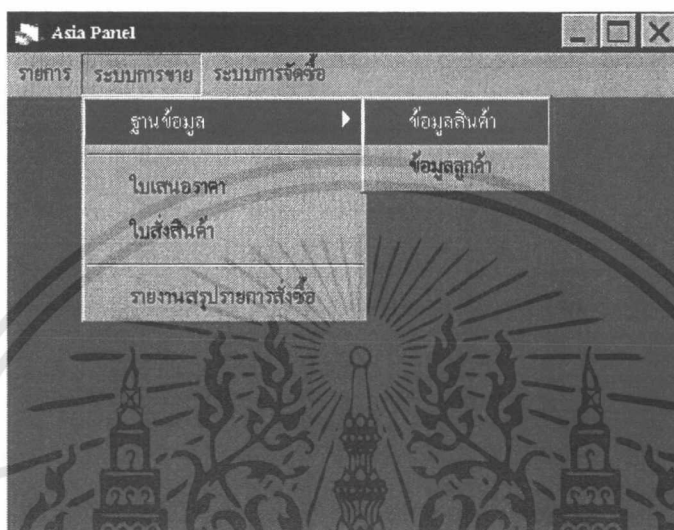 Asia Panel
รายการ ระบบการขาย ระบบการจัดซื้อ
ฐานข้อมูล ข้อมูลสินค้า
ข้อมูลลูกค้า
ใบเสนอราคา
ใบสั่งสินค้า
รายงานสรุปรายการสั่งซื้อ